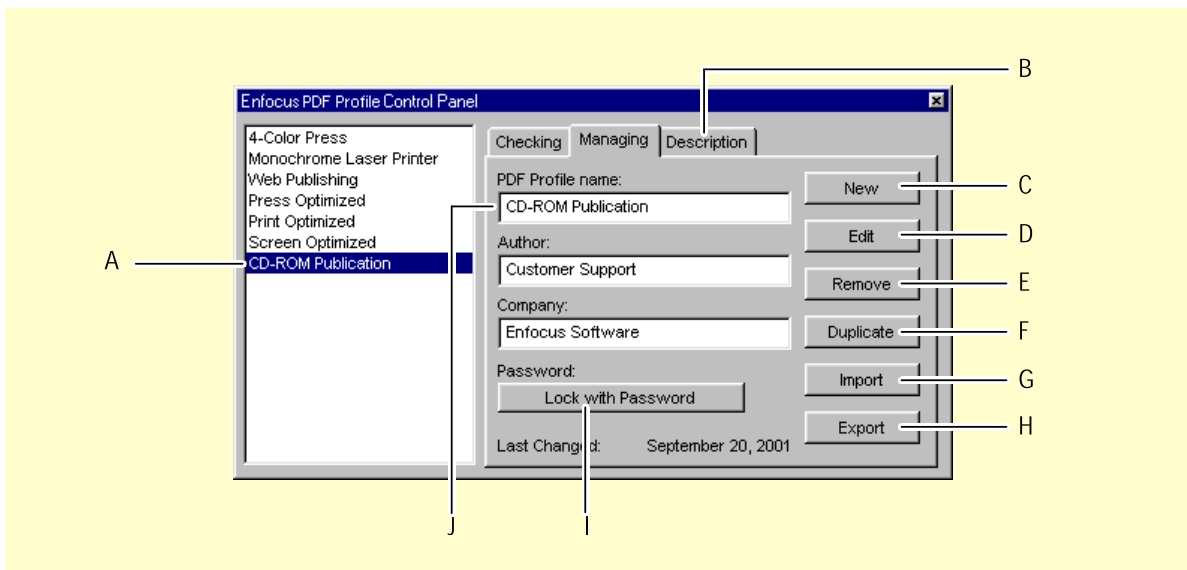 B
Enfocus PDF Profile Control Panel
4-Color Press
Monochrome Laser Printer
Web Publishing
Press Optimized
Print Optimized
Screen Optimized
CD-ROM Publication
A
Checking
Managing
Description
PDF Profile name:
CD-ROM Publication
Author:
Customer Support
Company:
Enfocus Software
Password:
Lock with Password
Last Changed: September 20, 2001
New
C
Edit
D
Remove
E
Duplicate
F
Import
G
Export
H
J
I